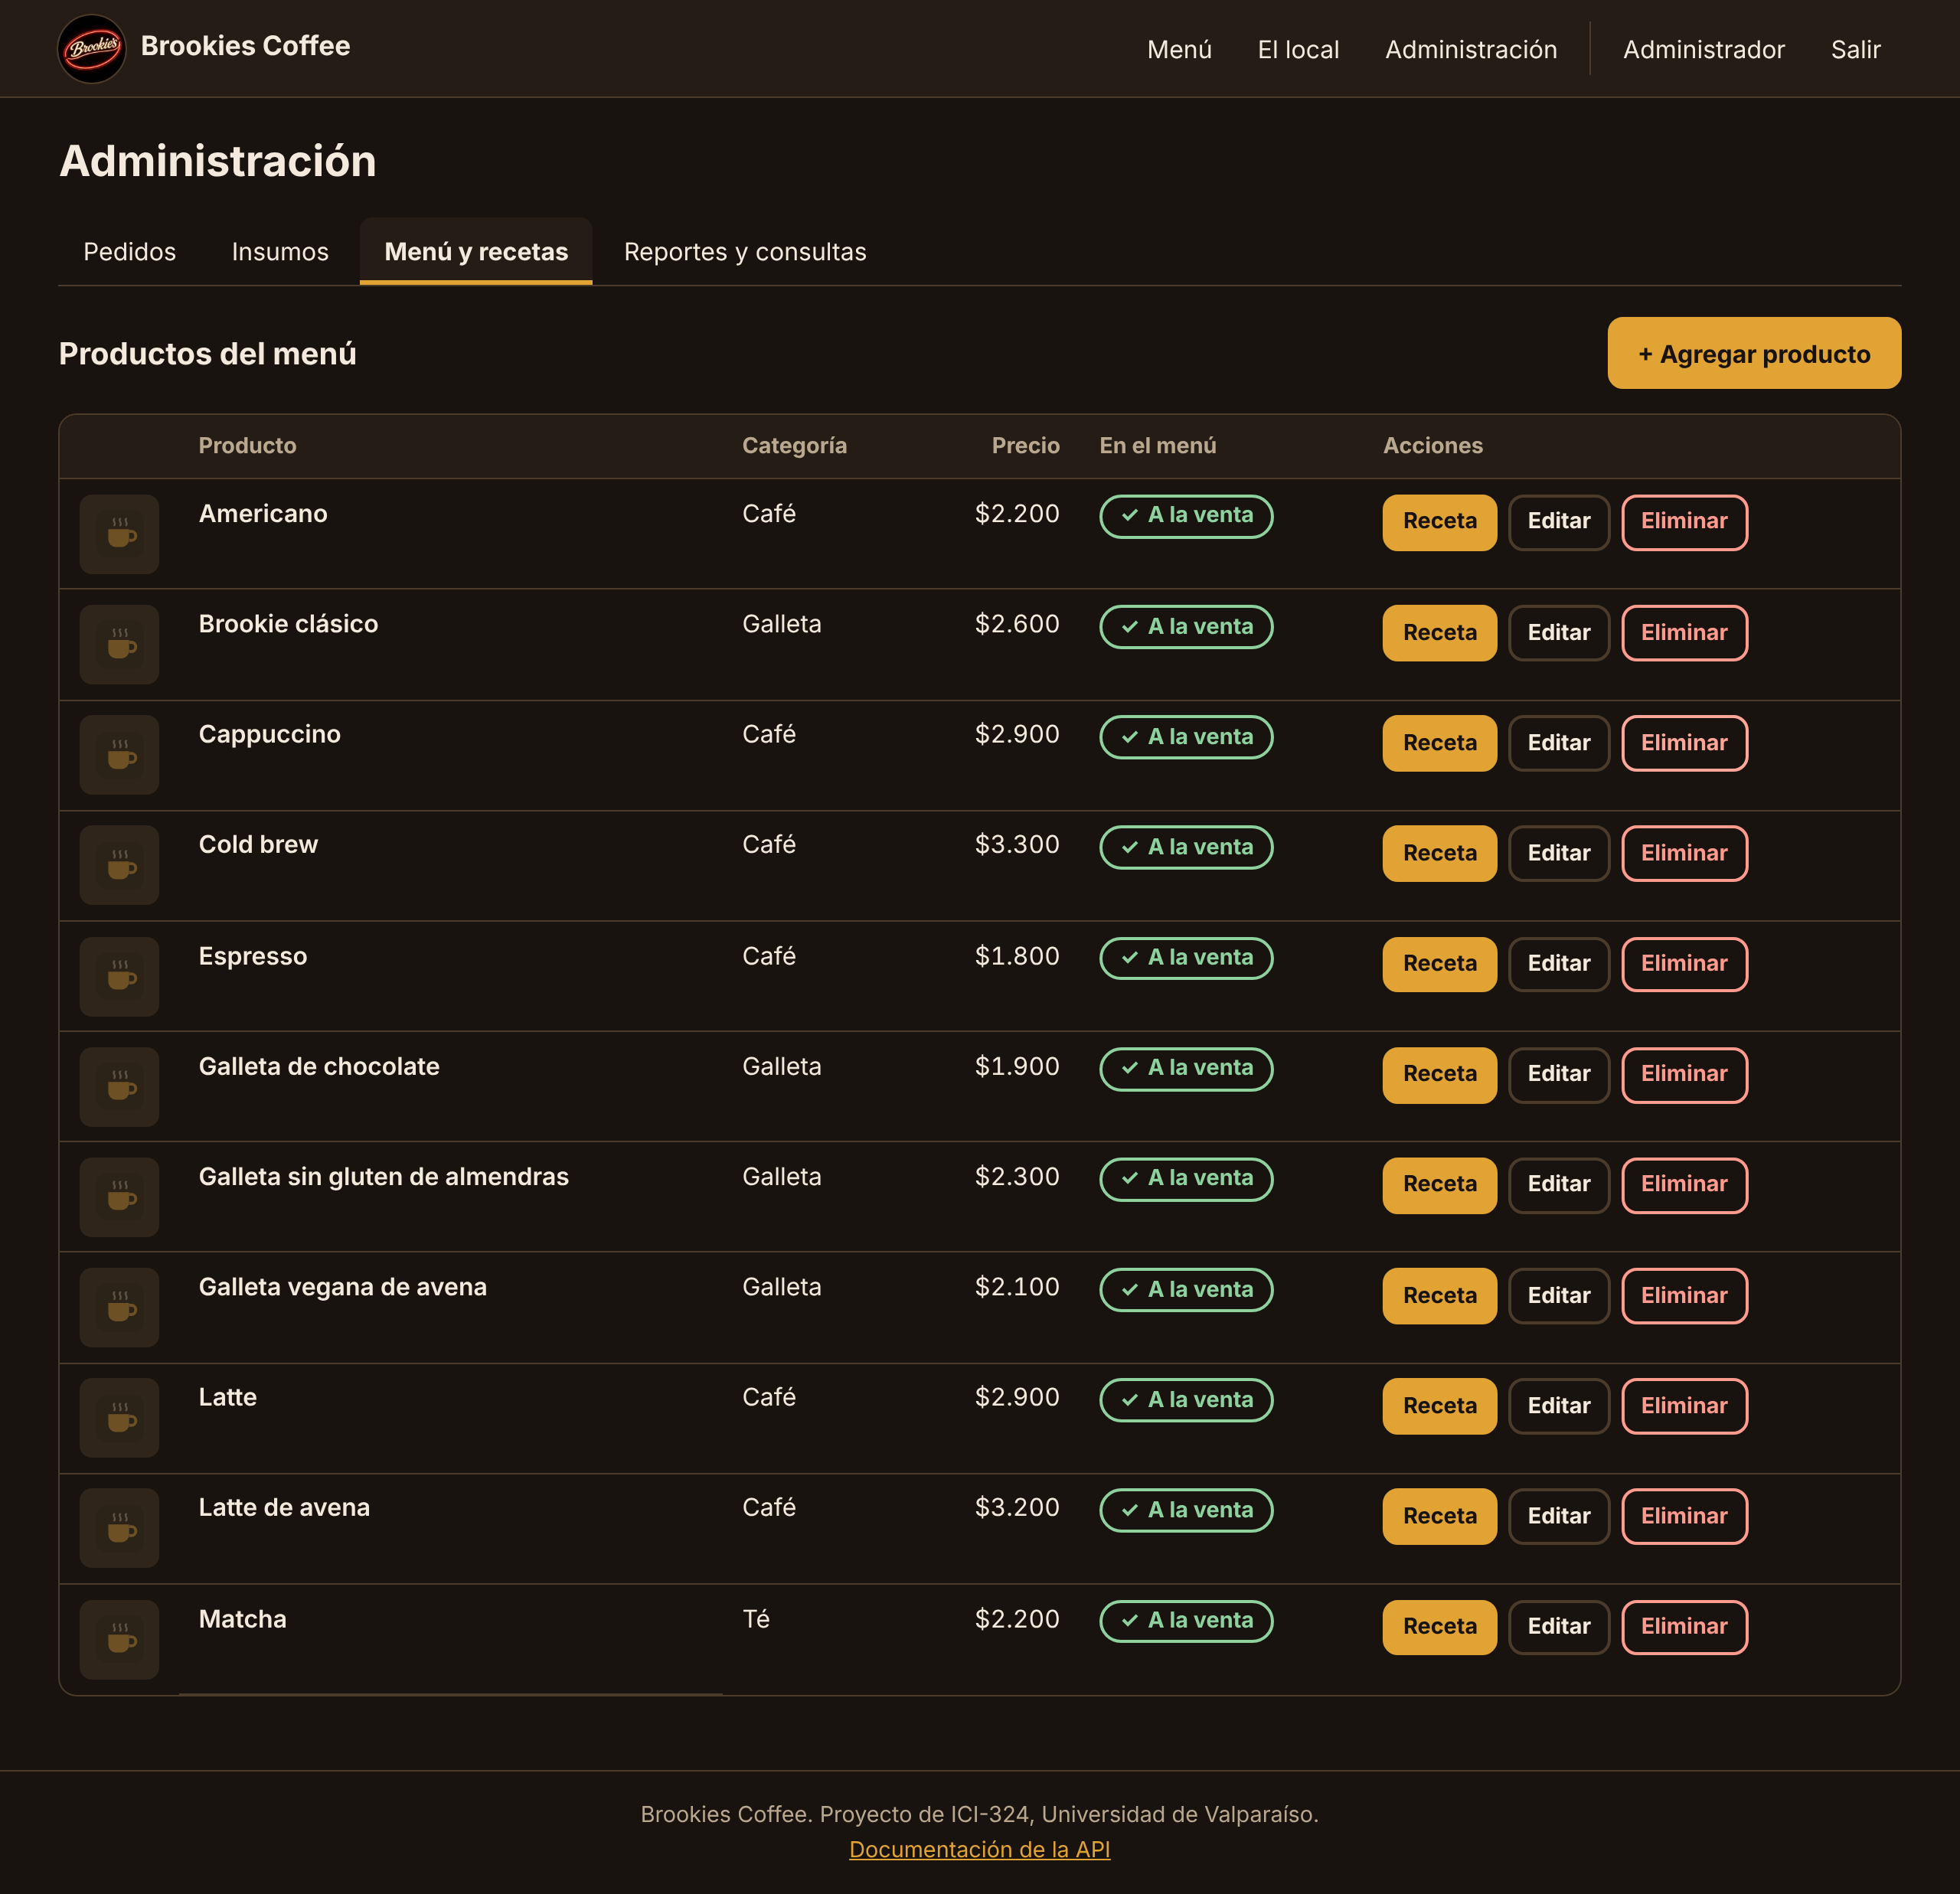 Brookies
Brookies Coffee
Menú El local Administración Administrador Salir
Administración
Pedidos Insumos Menú y recetas Reportes y consultas
Productos del menú
+ Agregar producto
Producto Categoría Precio En el menú Acciones
Americano Café $2.200 ✓ A la venta Receta Editar Eliminar
Brookie clásico Galleta $2.600 ✓ A la venta Receta Editar Eliminar
Cappuccino Café $2.900 ✓ A la venta Receta Editar Eliminar
Cold brew Café $3.300 ✓ A la venta Receta Editar Eliminar
Espresso Café $1.800 ✓ A la venta Receta Editar Eliminar
Galleta de chocolate Galleta $1.900 ✓ A la venta Receta Editar Eliminar
Galleta sin gluten de almendras Galleta $2.300 ✓ A la venta Receta Editar Eliminar
Galleta vegana de avena Galleta $2.100 ✓ A la venta Receta Editar Eliminar
Latte Café $2.900 ✓ A la venta Receta Editar Eliminar
Latte de avena Café $3.200 ✓ A la venta Receta Editar Eliminar
Matcha Té $2.200 ✓ A la venta Receta Editar Eliminar
Brookies Coffee. Proyecto de ICI-324, Universidad de Valparaíso.
Documentación de la API